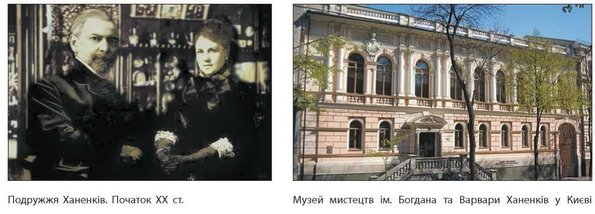 Подружжя Ханенків. Початок ХХ ст.
Музей мистецтв ім. Богдана та Варвари Ханенків у Києві